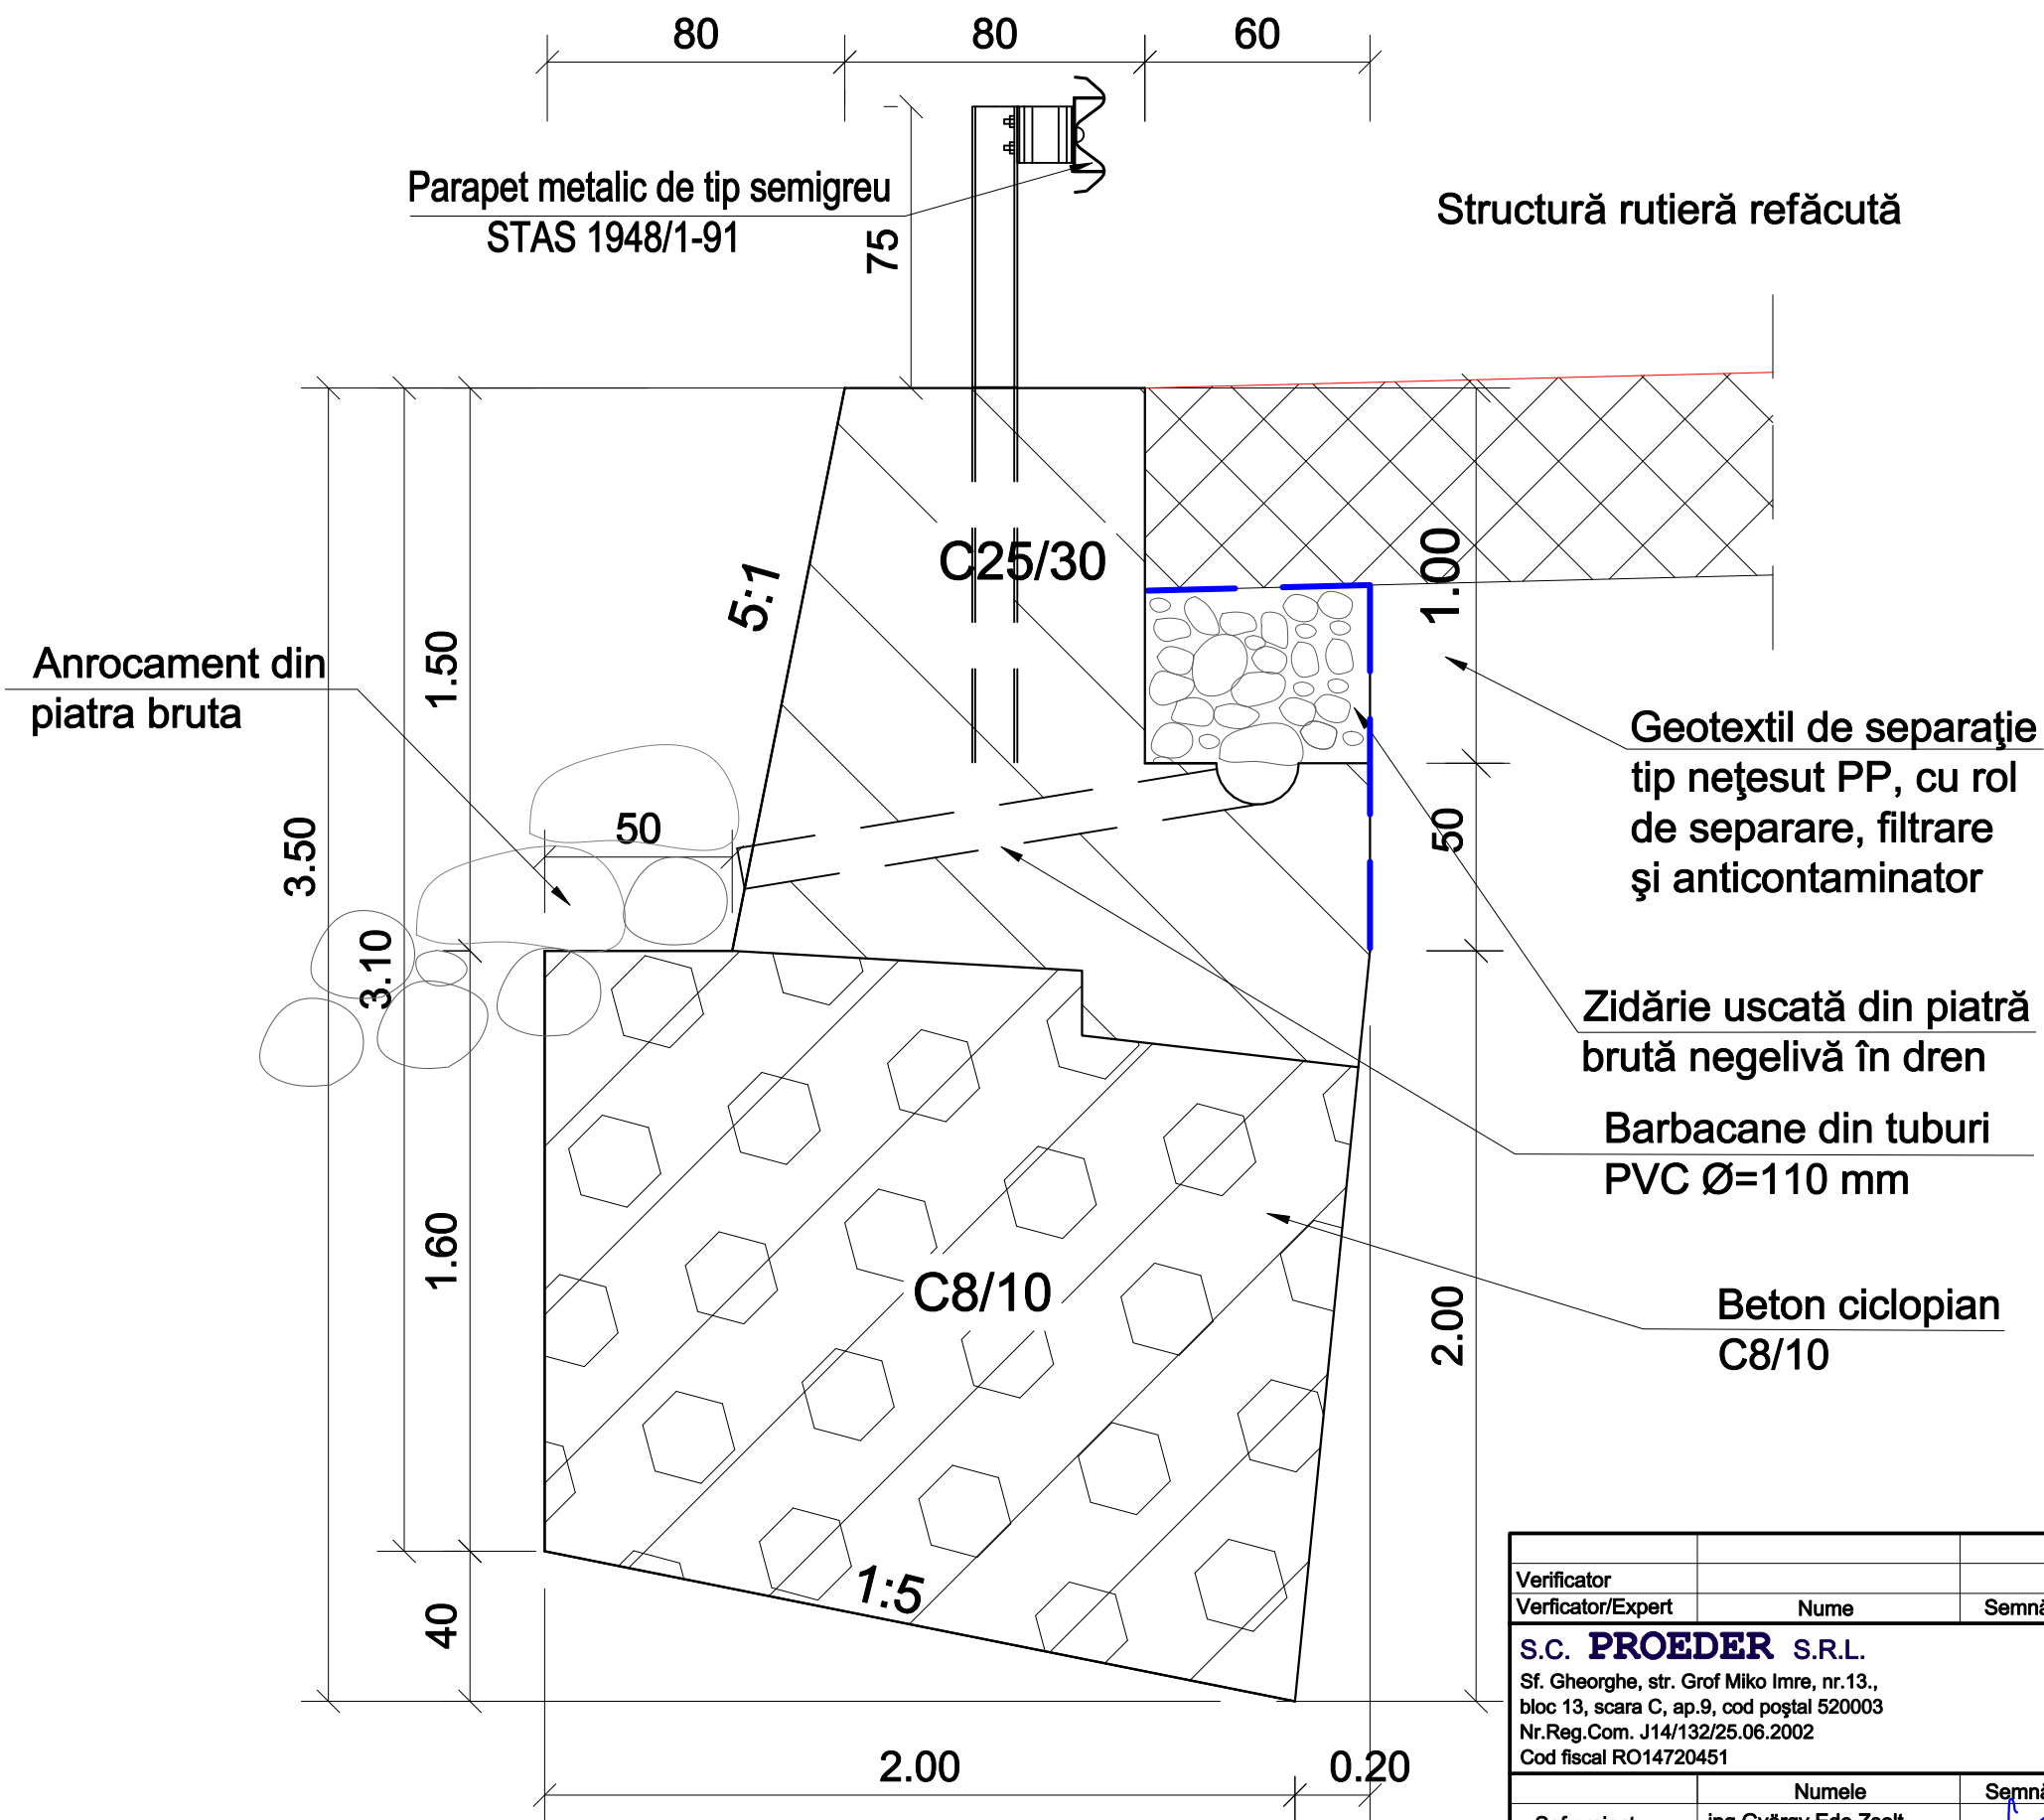 80
80
60
Parapet metalic de tip semigreu
STAS 1948/1-91
75
Structură rutieră refăcută
C25/30
5:1
1.00
1.50
Anrocament din
piatra bruta
Geotextil de separaţie
tip neţesut PP, cu rol
de separare, filtrare
şi anticontaminator
50
50
3.50
3.10
Zidărie uscată din piatră
brută negelivă în dren
Barbacane din tuburi
PVC Ø=110 mm
1.60
C8/10
2.00
Beton ciclopian
C8/10
1:5
40
2.00
0.20
Verificator
Verficator/Expert Nume Semnă
S.C. PROEDER S.R.L.
Sf. Gheorghe, str. Grof Miko Imre, nr.13.,
bloc 13, scara C, ap.9, cod poştal 520003
Nr.Reg.Com. J14/132/25.06.2002
Cod fiscal RO14720451
Numele Semnă